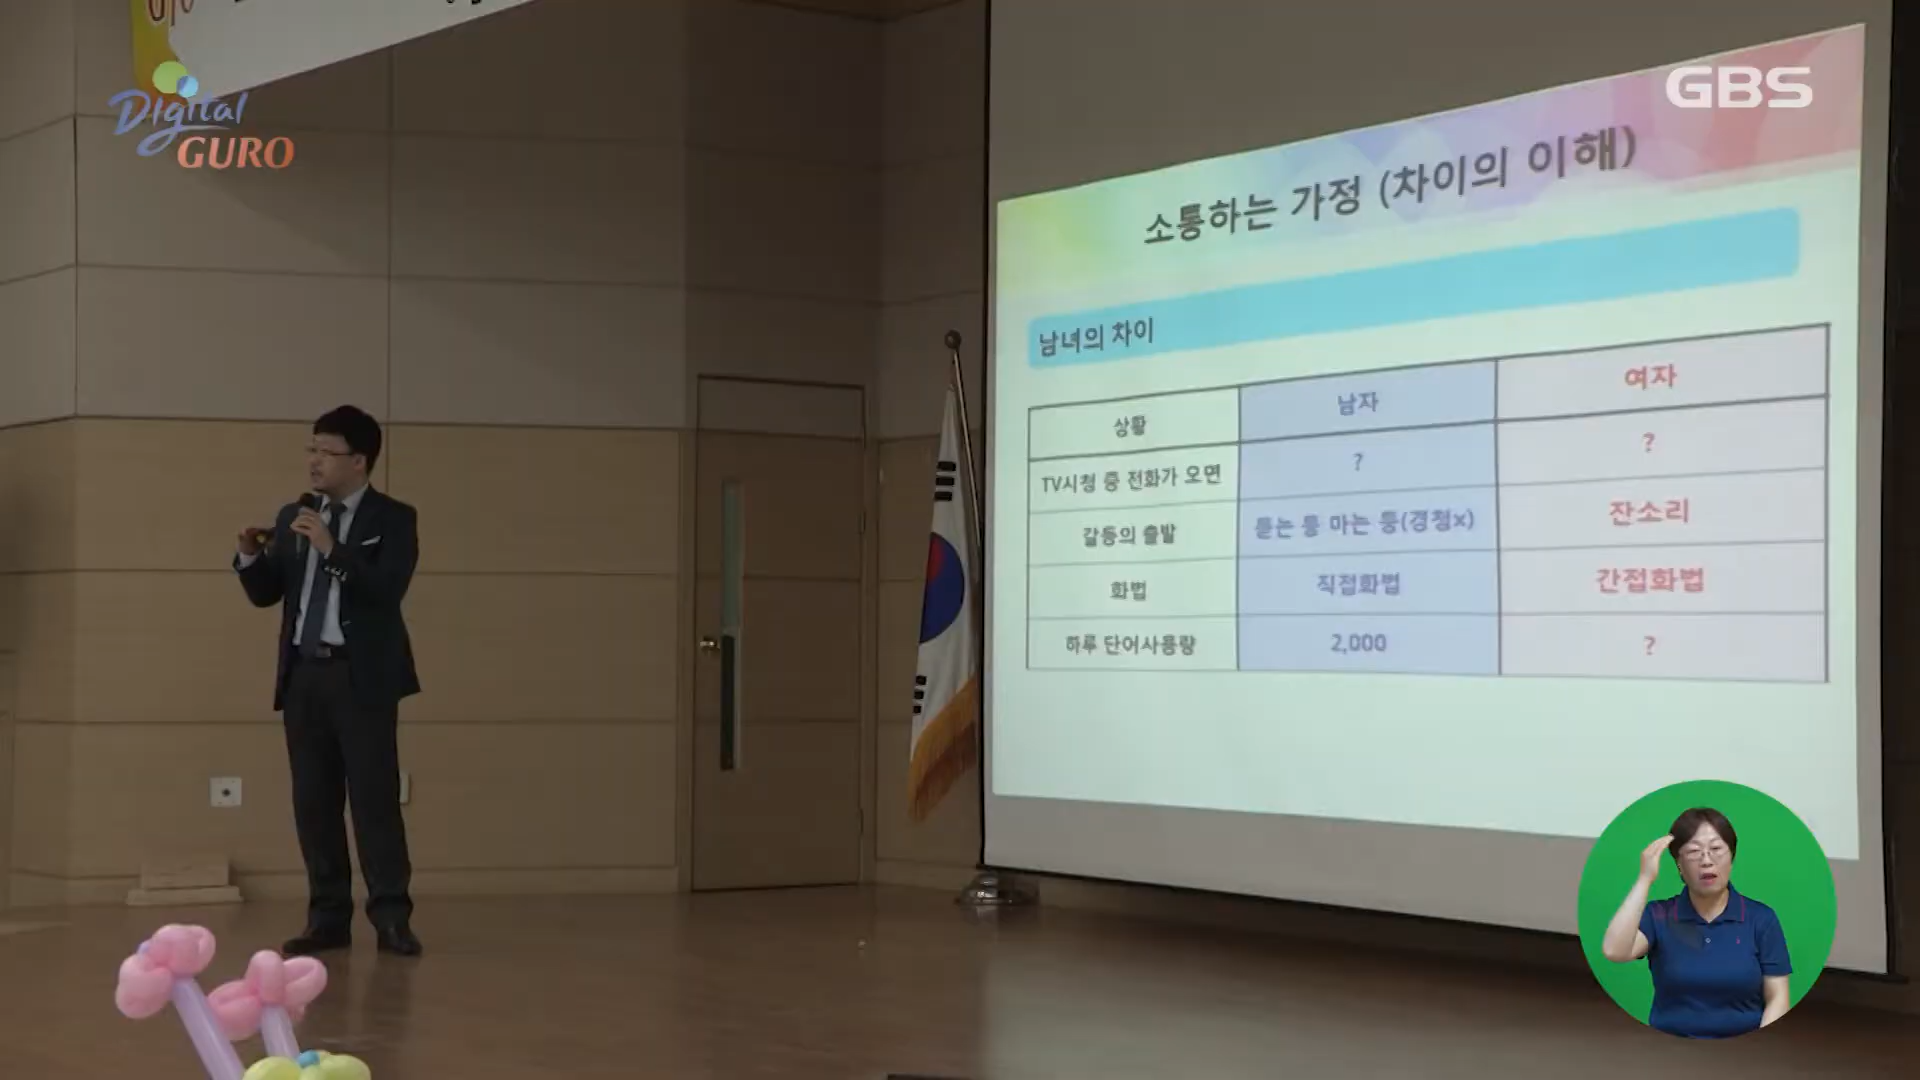 Digital
GURO
GBS
소통하는 가정 (차이의 이해)
남녀의 차이
상황 남자 여자
TV시청 중 전화가 오면 ? ?
갈등의 출발 듣는 둥 마는 둥(경청x) 잔소리
화법 직접화법 간접화법
하루 단어사용량 2,000 ?